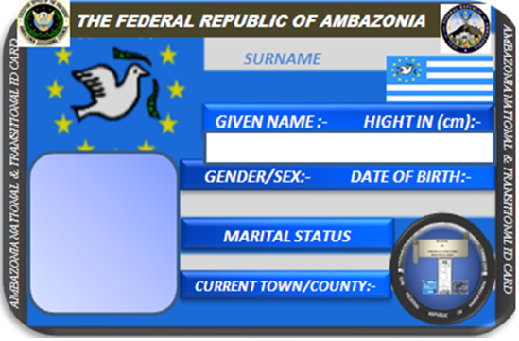 THE FEDERAL REPUBLIC OF AMBAZONIA
SURNAME
GIVEN NAME :- HIGHT IN (cm):-
GENDER/SEX:- DATE OF BIRTH:-
MARITAL STATUS
CURRENT TOWN/COUNTY:-
AMBAZONIA NATIONAL & TRANSITIONAL ID CARD
AMBAZONIA NATIONAL & TRANSITIONAL ID CARD